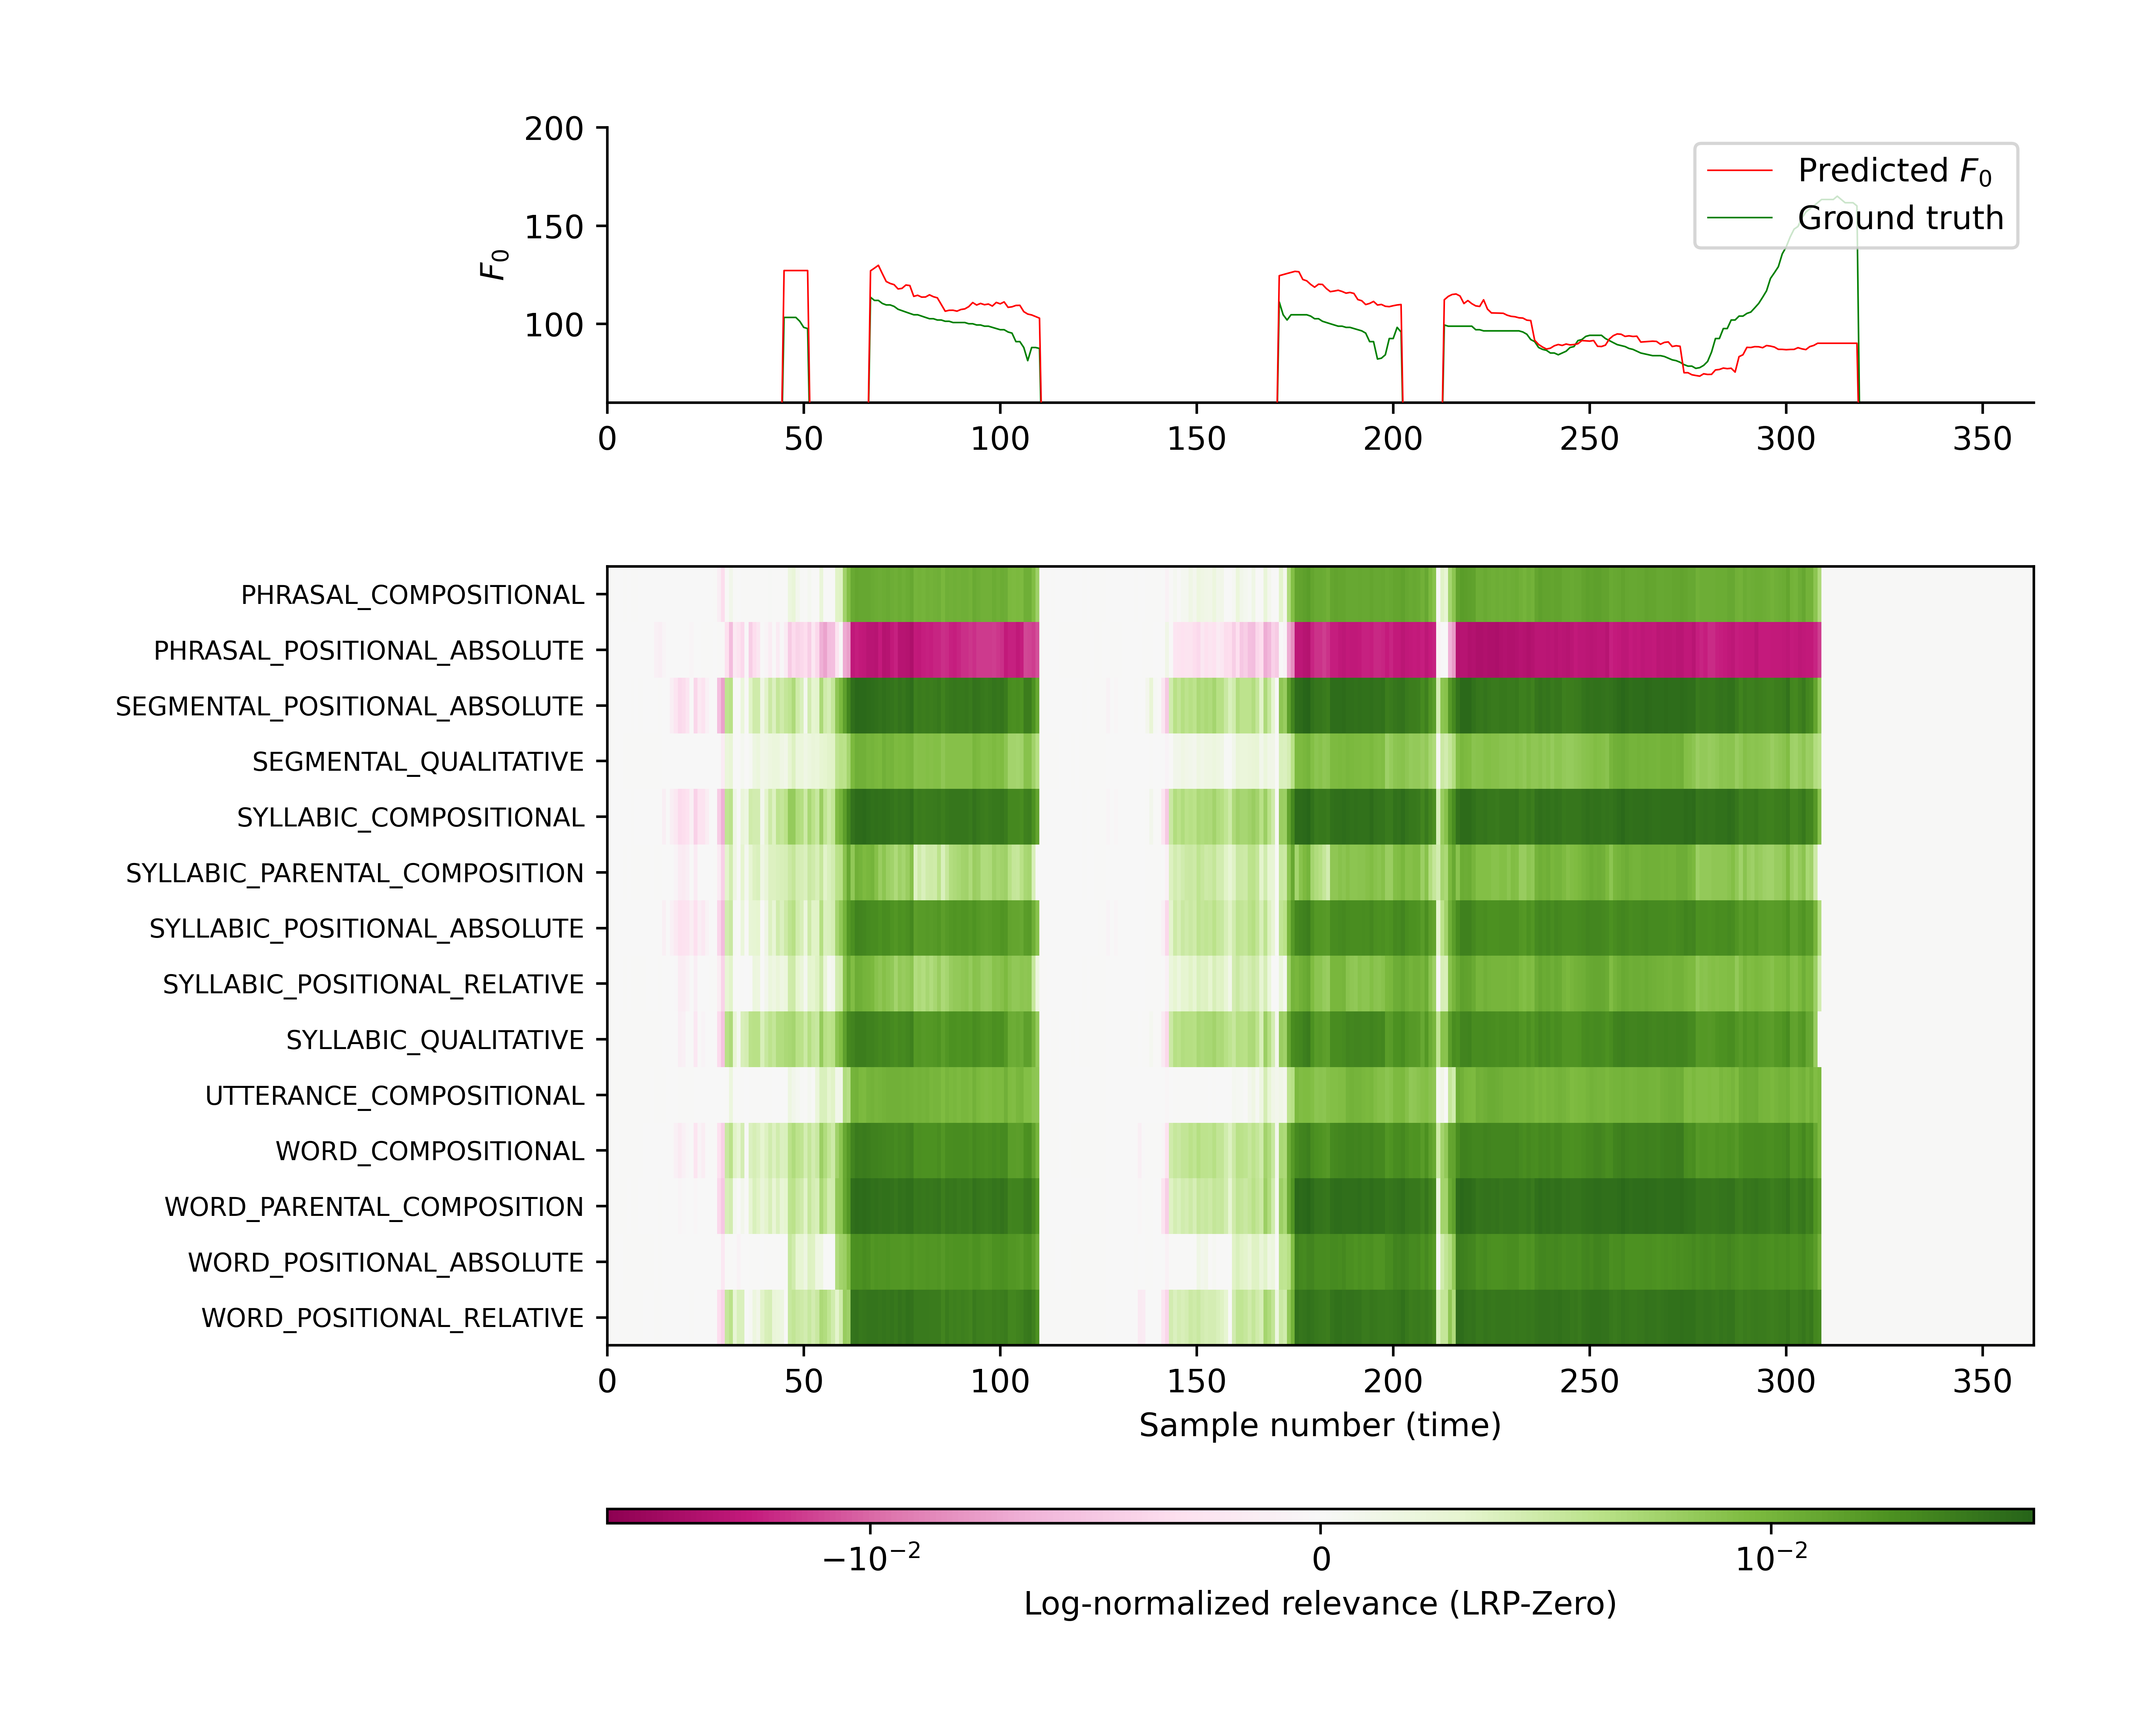 200
150
100
F0
Predicted F0
Ground truth
0 50 100 150 200 250 300 350
PHRASAL_COMPOSITIONAL
PHRASAL_POSITIONAL_ABSOLUTE
SEGMENTAL_POSITIONAL_ABSOLUTE
SEGMENTAL_QUALITATIVE
SYLLABIC_COMPOSITIONAL
SYLLABIC_PARENTAL_COMPOSITION
SYLLABIC_POSITIONAL_ABSOLUTE
SYLLABIC_POSITIONAL_RELATIVE
SYLLABIC_QUALITATIVE
UTTERANCE_COMPOSITIONAL
WORD_COMPOSITIONAL
WORD_PARENTAL_COMPOSITION
WORD_POSITIONAL_ABSOLUTE
WORD_POSITIONAL_RELATIVE
0 50 100 150 200 250 300 350
Sample number (time)
−10⁻² 0 10⁻²
Log-normalized relevance (LRP-Zero)